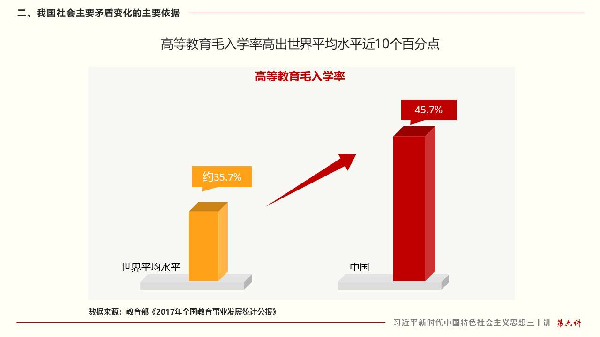 二、我国社会主要矛盾变化的主要依据
高等教育毛入学率高出世界平均水平近10个百分点
高等教育毛入学率
45.7%
约35.7%
世界平均水平
中国
数据来源：教育部《2017年全国教育事业发展统计公报》
习近平新时代中国特色社会主义思想三十讲 第六讲